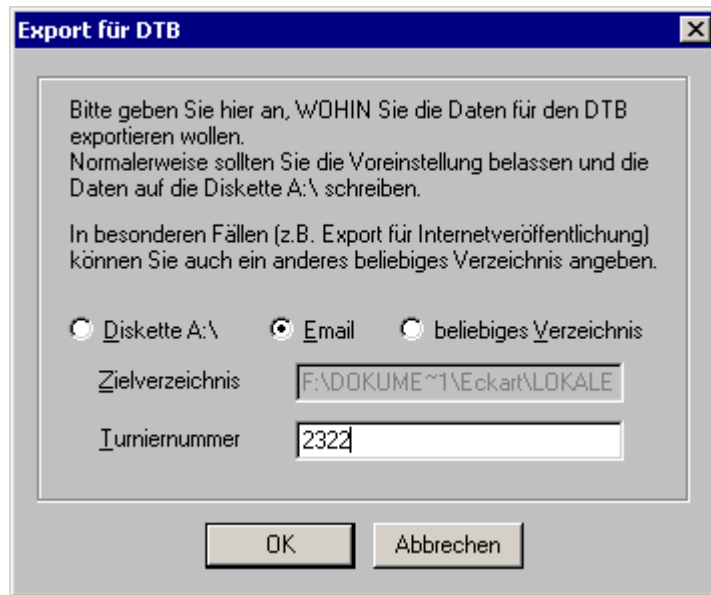 Export für DTB
Bitte geben Sie hier an, WOHIN Sie die Daten für den DTB
exportieren wollen.
Normalerweise sollten Sie die Voreinstellung belassen und die
Daten auf die Diskette A:\ schreiben.
In besonderen Fällen (z.B. Export für Internetveröffentlichung)
können Sie auch ein anderes beliebiges Verzeichnis angeben.
Diskette A:\ Email beliebiges Verzeichnis
Zielverzeichnis F:\DOKUME~1\Eckart\LOKALE
Turniernummer 2322
OK Abbrechen